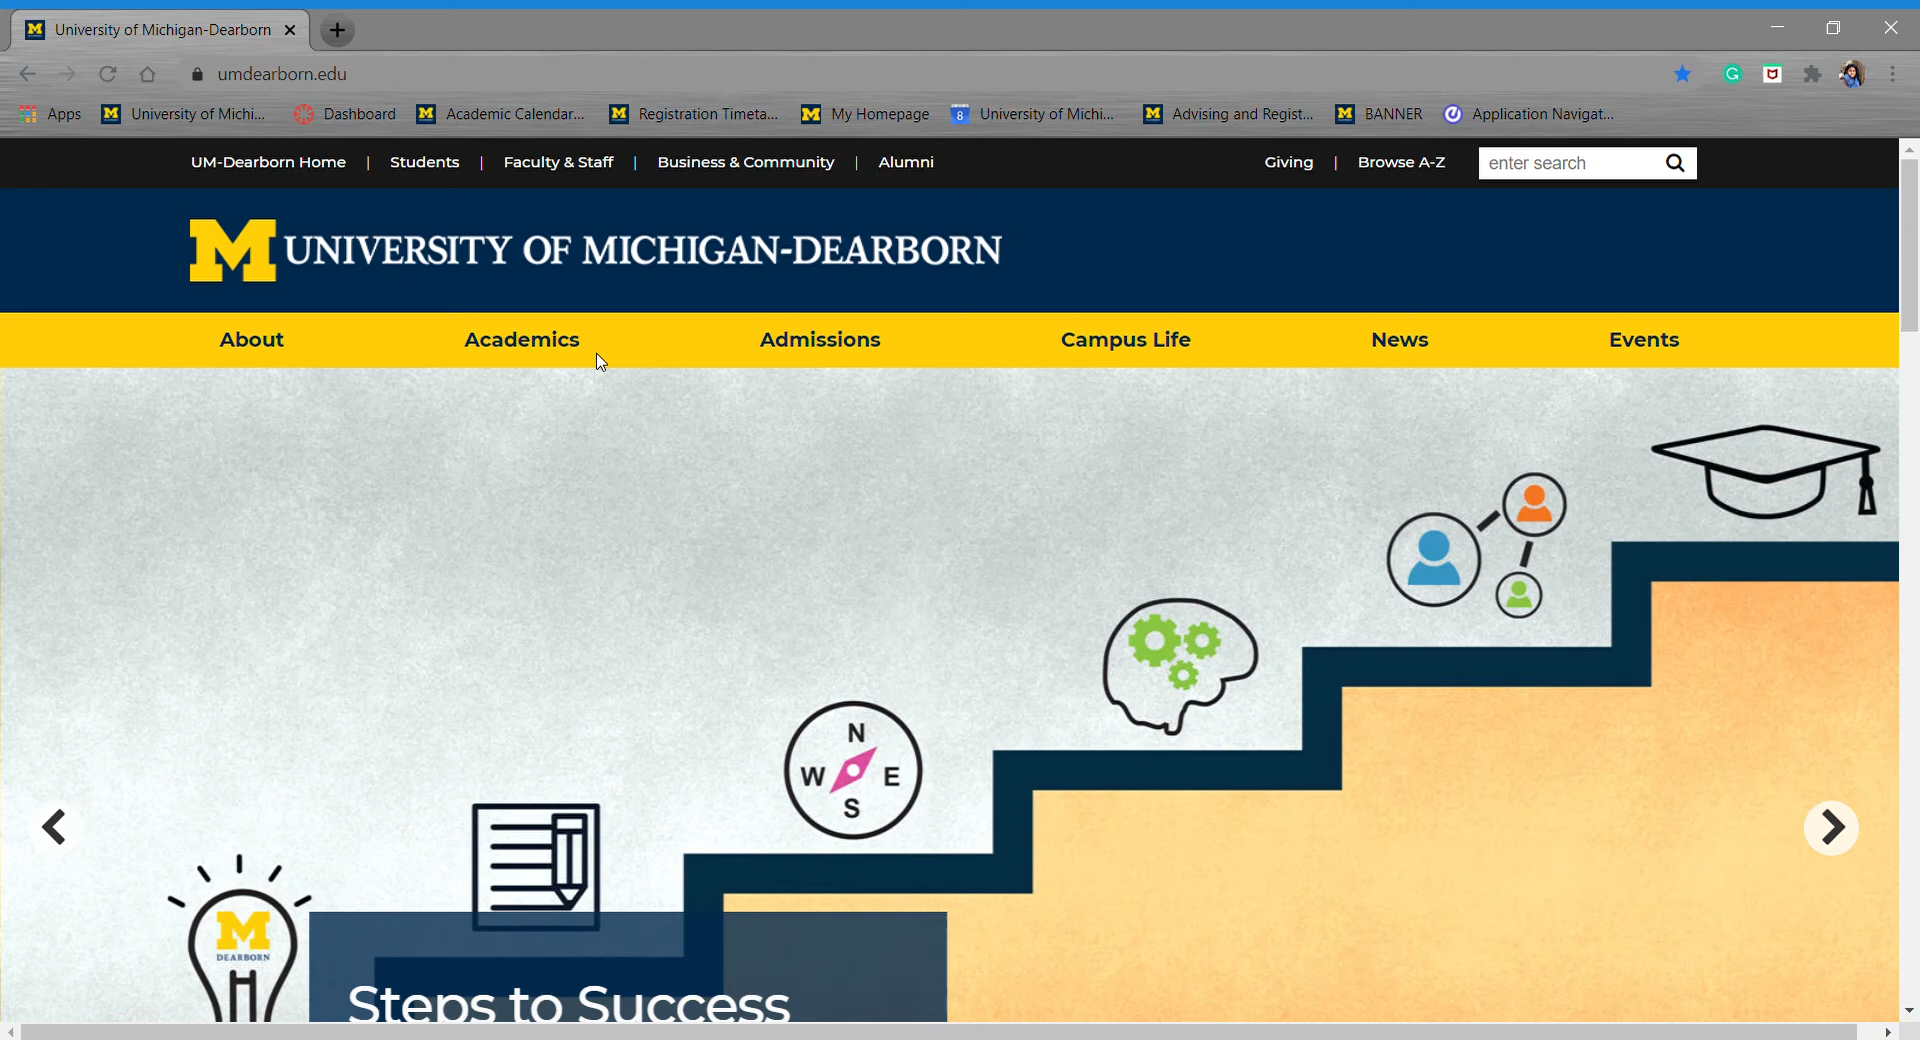 University of Michigan-Dearborn
umdearborn.edu
Apps University of Michi... Dashboard Academic Calendar... Registration Timeta... My Homepage 8 University of Michi... Advising and Regist... BANNER Application Navigat...
UM-Dearborn Home | Students | Faculty & Staff | Business & Community | Alumni Giving | Browse A-Z enter search
M UNIVERSITY OF MICHIGAN-DEARBORN
About Academics Admissions Campus Life News Events
N
W E
S
M
DEARBORN
Steps to Success